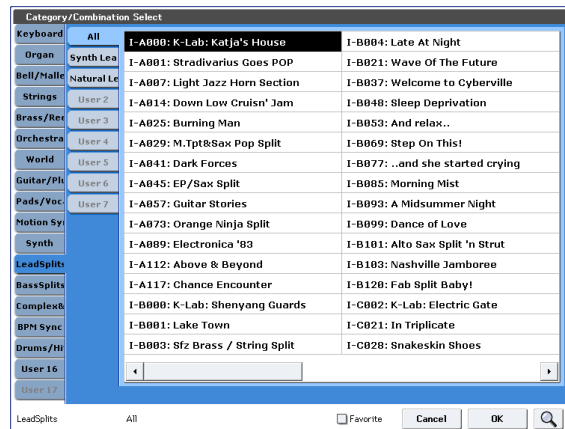 Category/Combination Select
Keyboard
Organ
Bell/Malle
Strings
Brass/Ree
Orchestra
World
Guitar/Plu
Pads/Voc.
Motion Syn
Synth
LeadSplits
BassSplits
Complex&
BPM Sync
Drums/Hi
User 16
User 17
All
Synth Lea
Natural Le
User 2
User 3
User 4
User 5
User 6
User 7
I-A000: K-Lab: Katja's House
I-A001: Stradivarius Goes POP
I-A007: Light Jazz Horn Section
I-A014: Down Low Cruisn' Jam
I-A025: Burning Man
I-A029: M.Tpt&Sax Pop Split
I-A041: Dark Forces
I-A045: EP/Sax Split
I-A057: Guitar Stories
I-A073: Orange Ninja Split
I-A089: Electronica '83
I-A112: Above & Beyond
I-A117: Chance Encounter
I-B000: K-Lab: Shenyang Guards
I-B001: Lake Town
I-B003: Sfz Brass / String Split
I-B004: Late At Night
I-B021: Wave Of The Future
I-B037: Welcome to Cyberville
I-B048: Sleep Deprivation
I-B053: And relax..
I-B069: Step On This!
I-B077: ..and she started crying
I-B085: Morning Mist
I-B093: A Midsummer Night
I-B099: Dance of Love
I-B101: Alto Sax Split 'n Strut
I-B103: Nashville Jamboree
I-B120: Fab Split Baby!
I-C002: K-Lab: Electric Gate
I-C021: In Triplicate
I-C028: Snakeskin Shoes
LeadSplits
All
Favorite
Cancel
OK